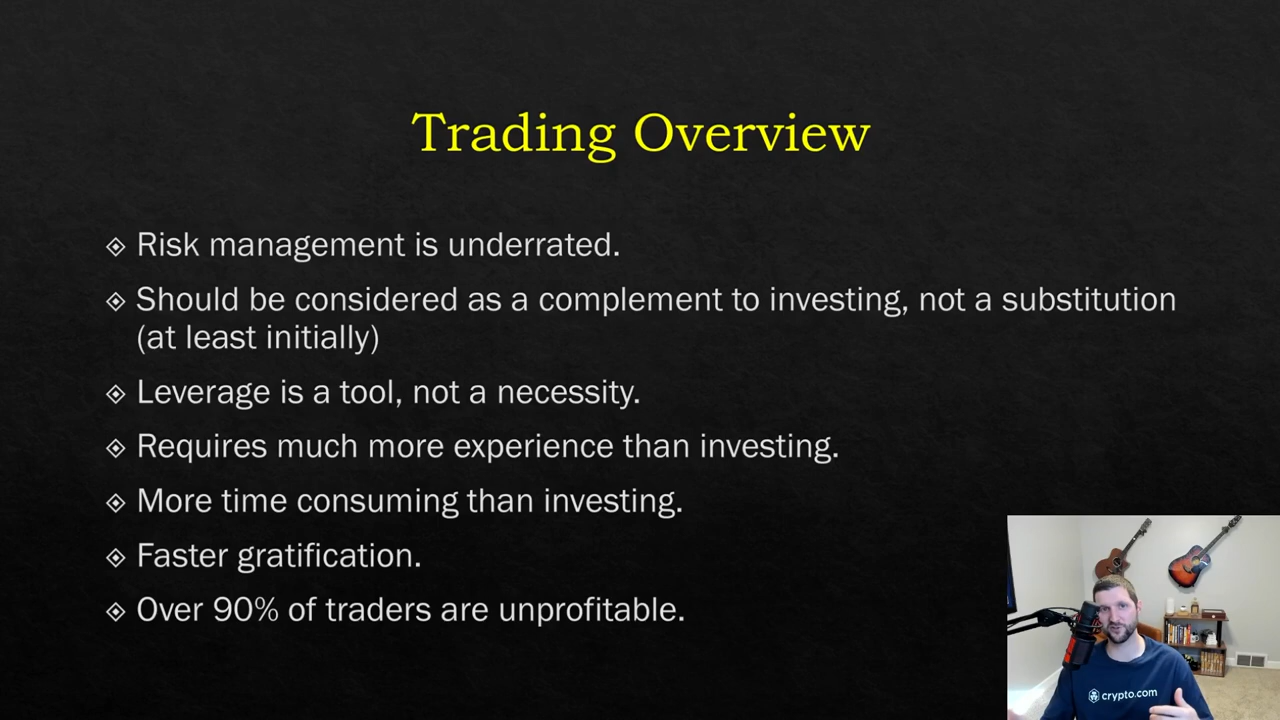 Trading Overview
Risk management is underrated.
Should be considered as a complement to investing, not a substitution
(at least initially)
Leverage is a tool, not a necessity.
Requires much more experience than investing.
More time consuming than investing.
Faster gratification.
Over 90% of traders are unprofitable.
crypto.com